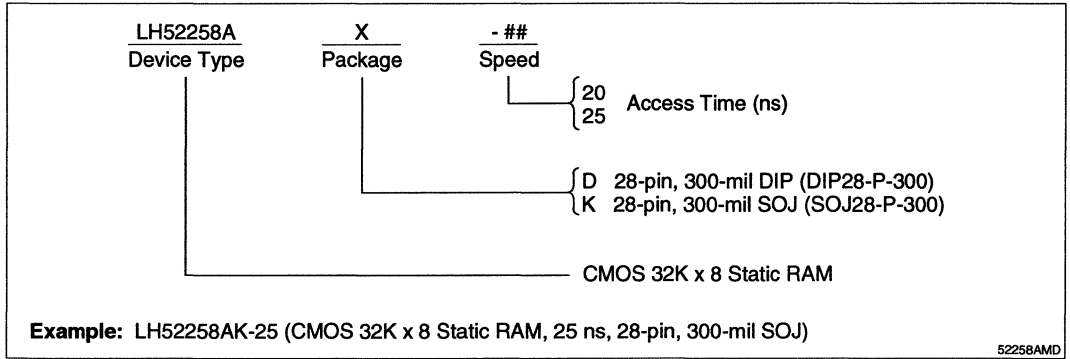 LH52258A X - ##
Device Type Package Speed
20
25
Access Time (ns)
D 28-pin, 300-mil DIP (DIP28-P-300)
K 28-pin, 300-mil SOJ (SOJ28-P-300)
CMOS 32K x 8 Static RAM
Example: LH52258AK-25 (CMOS 32K x 8 Static RAM, 25 ns, 28-pin, 300-mil SOJ)
52258AMD